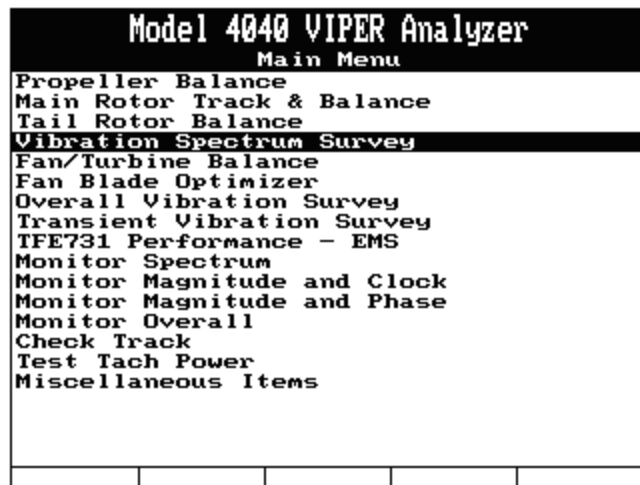 Model 4040 VIPER Analyzer
Main Menu
Propeller Balance
Main Rotor Track & Balance
Tail Rotor Balance
Vibration Spectrum Survey
Fan/Turbine Balance
Fan Blade Optimizer
Overall Vibration Survey
Transient Vibration Survey
TFE731 Performance - EMS
Monitor Spectrum
Monitor Magnitude and Clock
Monitor Magnitude and Phase
Monitor Overall
Check Track
Test Tach Power
Miscellaneous Items